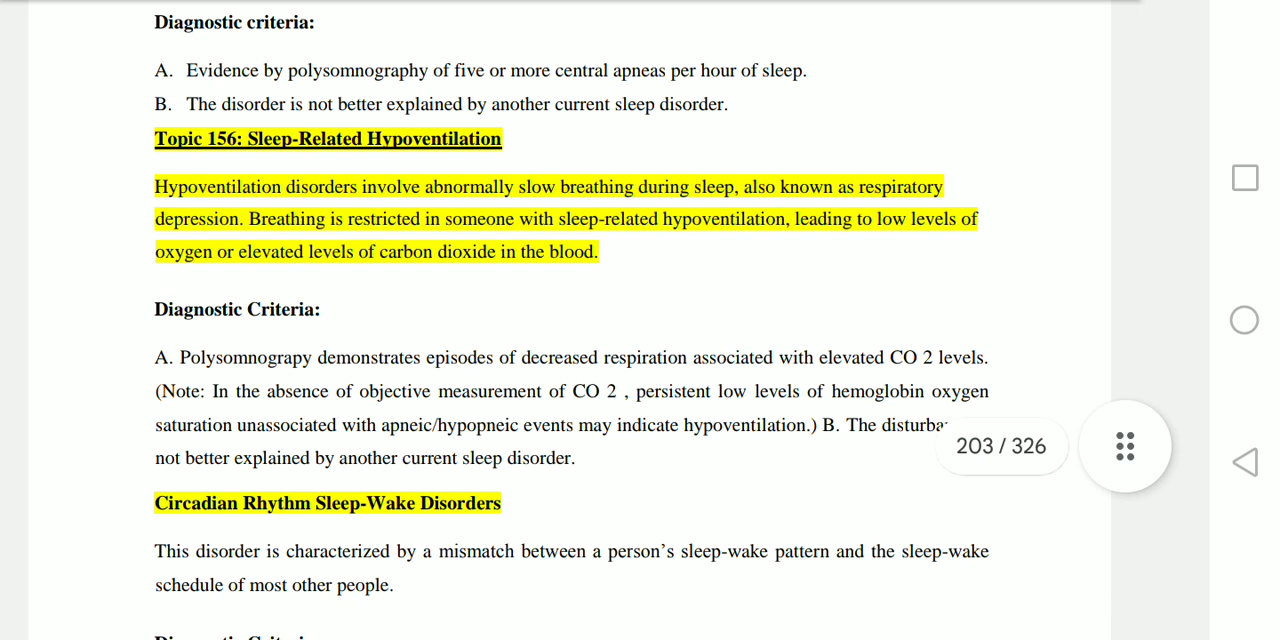 Diagnostic criteria:
A. Evidence by polysomnography of five or more central apneas per hour of sleep.
B. The disorder is not better explained by another current sleep disorder.
Topic 156: Sleep-Related Hypoventilation
Hypoventilation disorders involve abnormally slow breathing during sleep, also known as respiratory
depression. Breathing is restricted in someone with sleep-related hypoventilation, leading to low levels of
oxygen or elevated levels of carbon dioxide in the blood.
Diagnostic Criteria:
A. Polysomnograpy demonstrates episodes of decreased respiration associated with elevated CO 2 levels.
(Note: In the absence of objective measurement of CO 2 , persistent low levels of hemoglobin oxygen
saturation unassociated with apneic/hypopneic events may indicate hypoventilation.) B. The
203 / 326
not better explained by another current sleep disorder.
Circadian Rhythm Sleep-Wake Disorders
This disorder is characterized by a mismatch between a person’s sleep-wake pattern and the sleep-wake
schedule of most other people.